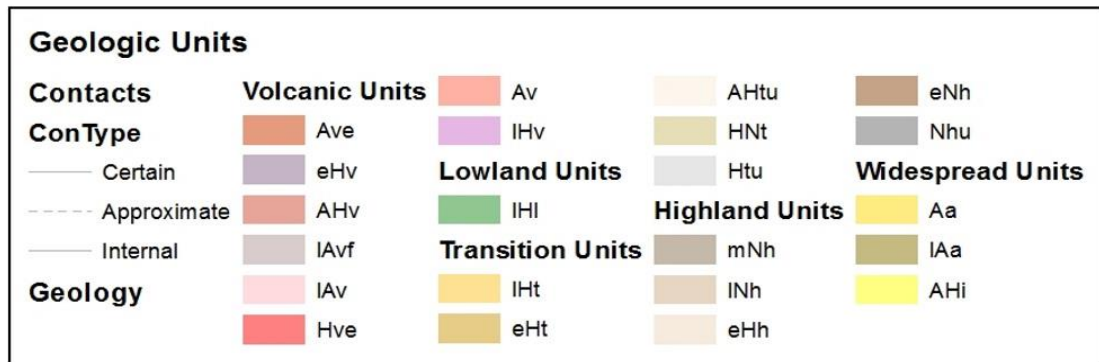 Geologic Units
Contacts
ConType
Certain
Approximate
Internal
Geology
Volcanic Units
Ave
eHv
AHv
lAvf
lAv
Hve
Av
lHv
Lowland Units
lHl
Transition Units
lHt
eHt
AHtu
HNt
Htu
Highland Units
mNh
lNh
eHh
eNh
Nhu
Widespread Units
Aa
lAa
AHi